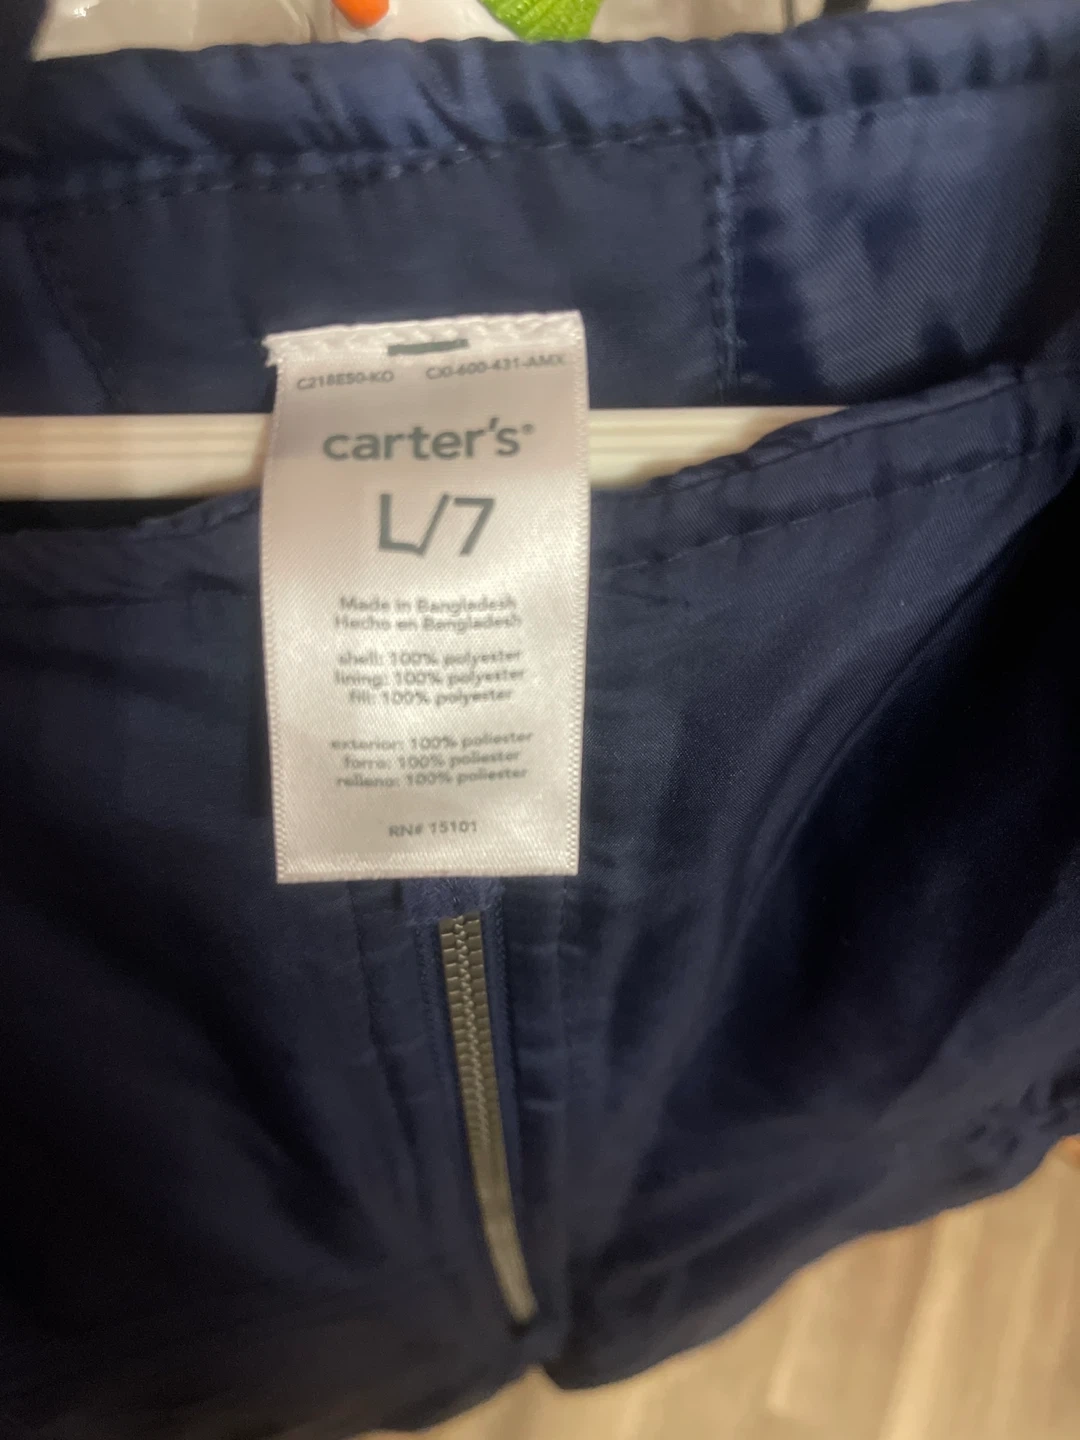 C218E50-KO CXI-600-431-AMX
carter's®
L/7
Made in Bangladesh
Hecho en Bangladesh
shell: 100% polyester
lining: 100% polyester
fill: 100% polyester
exterior: 100% poliester
forro: 100% poliester
relleno: 100% poliester
RN# 15101